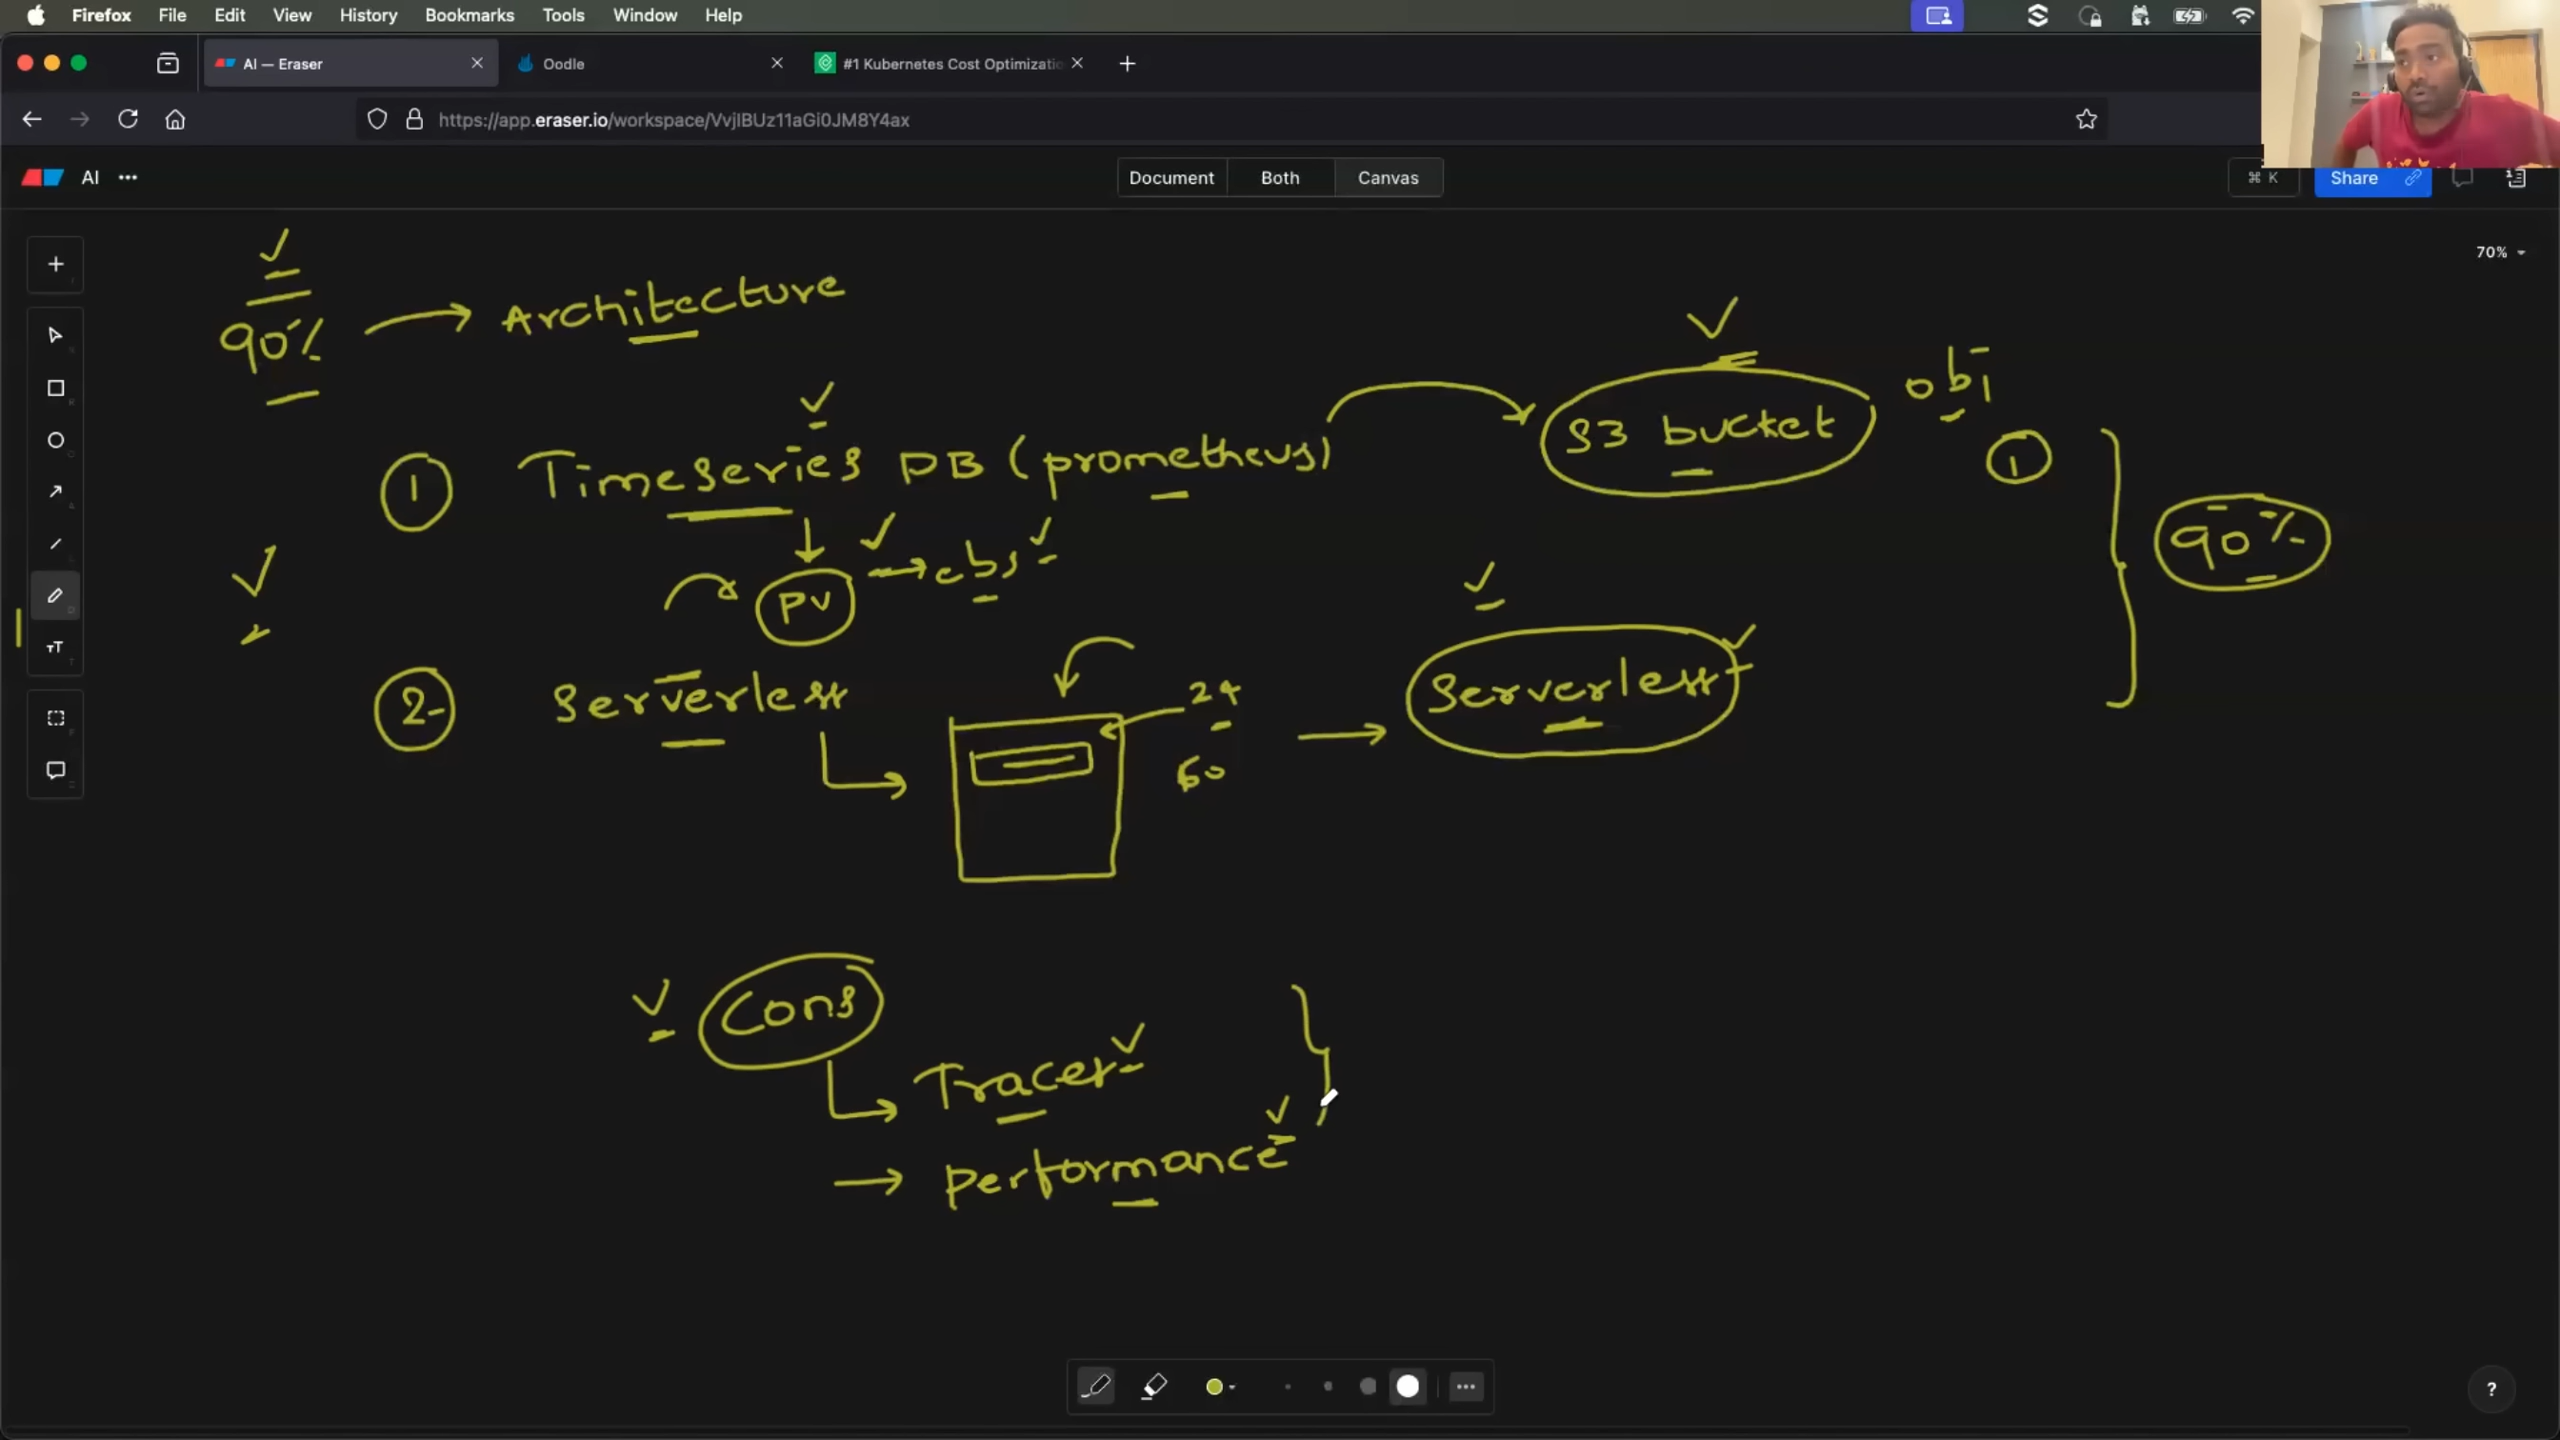 Firefox File Edit View History Bookmarks Tools Window Help
AI — Eraser
Oodle
#1 Kubernetes Cost Optimizatio
https://app.eraser.io/workspace/VvjIBUz11aGi0JM8Y4ax
AI
Document Both Canvas
⌘ K
Share
70%
90% → Architecture
1 Timeseries DB (prometheus)
S3 bucket
obj
1
90%
PV → ebs
2 Serverless
24
60
→ Serverless
Cons
Traces
→ performance
TT
?